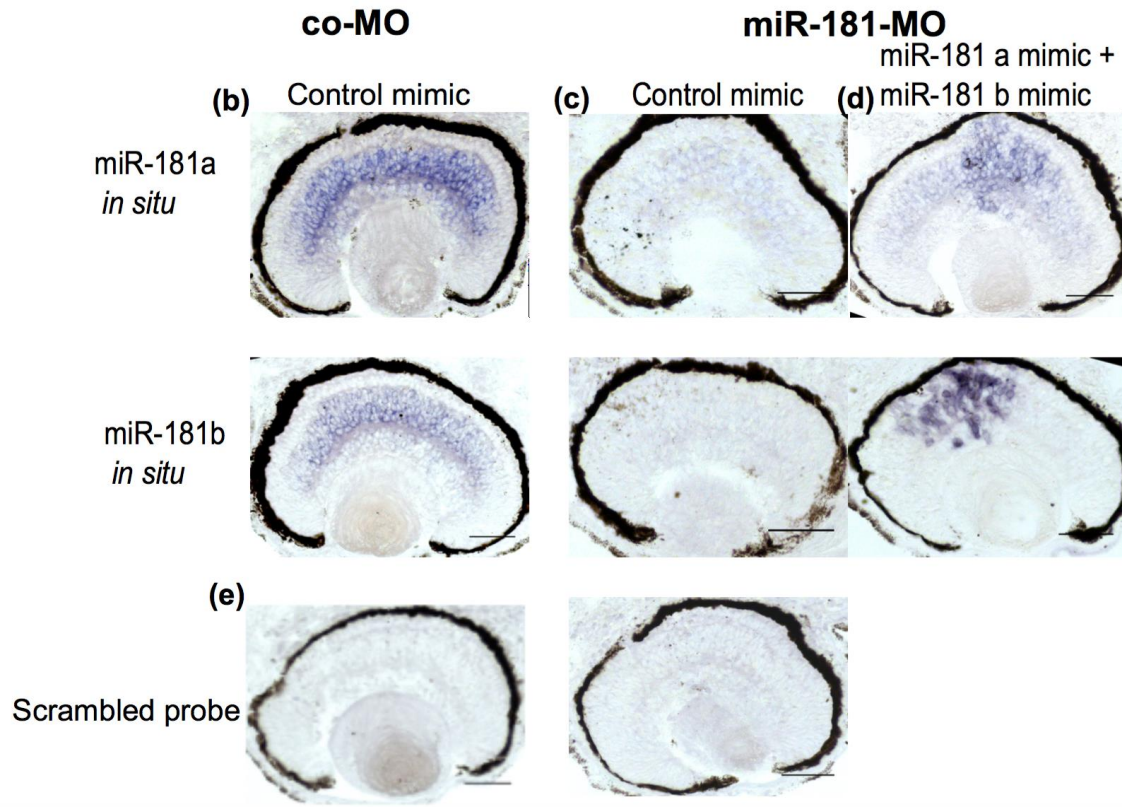 co-MO
miR-181-MO
miR-181 a mimic +
(b) Control mimic
(c) Control mimic
(d) miR-181 b mimic
miR-181a
in situ
miR-181b
in situ
(e)
Scrambled probe